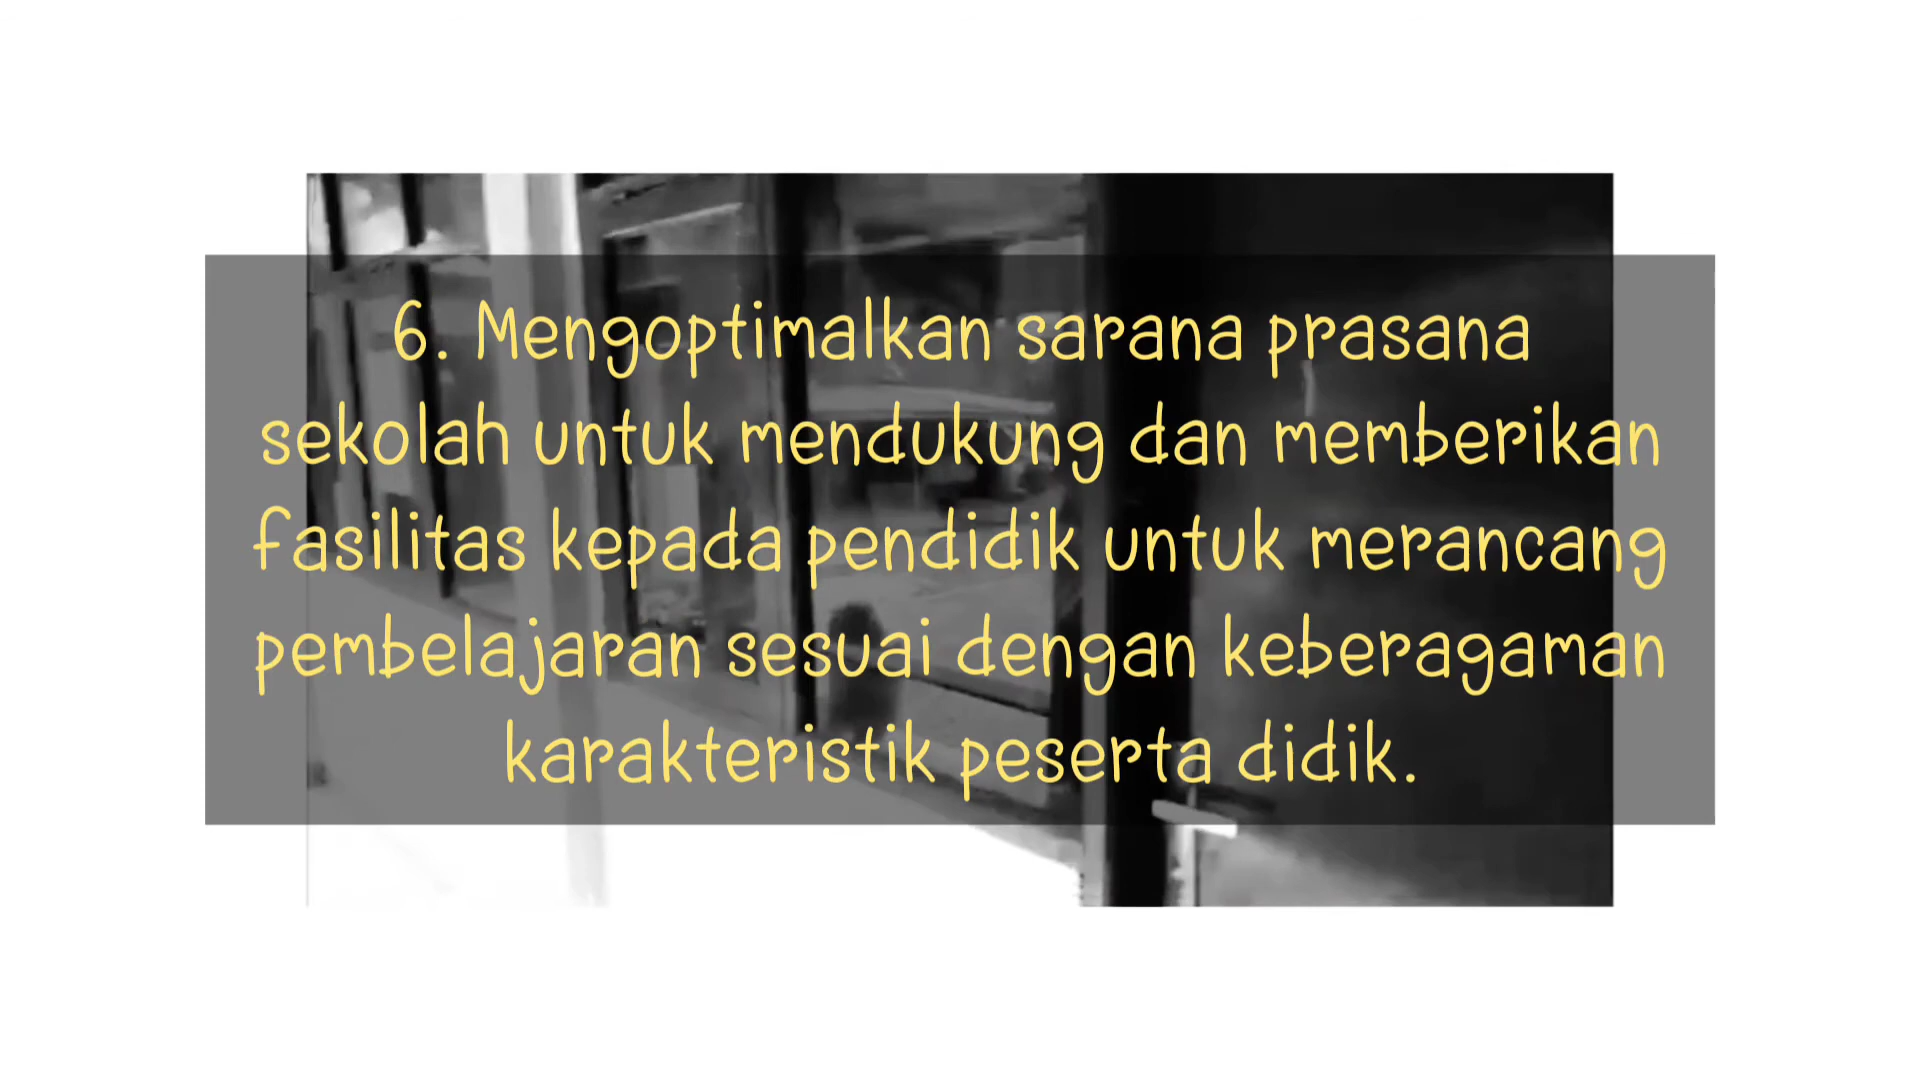 6. Mengoptimalkan sarana prasana
sekolah untuk mendukung dan memberikan
fasilitas kepada pendidik untuk merancang
pembelajaran sesuai dengan keberagaman
karakteristik peserta didik.